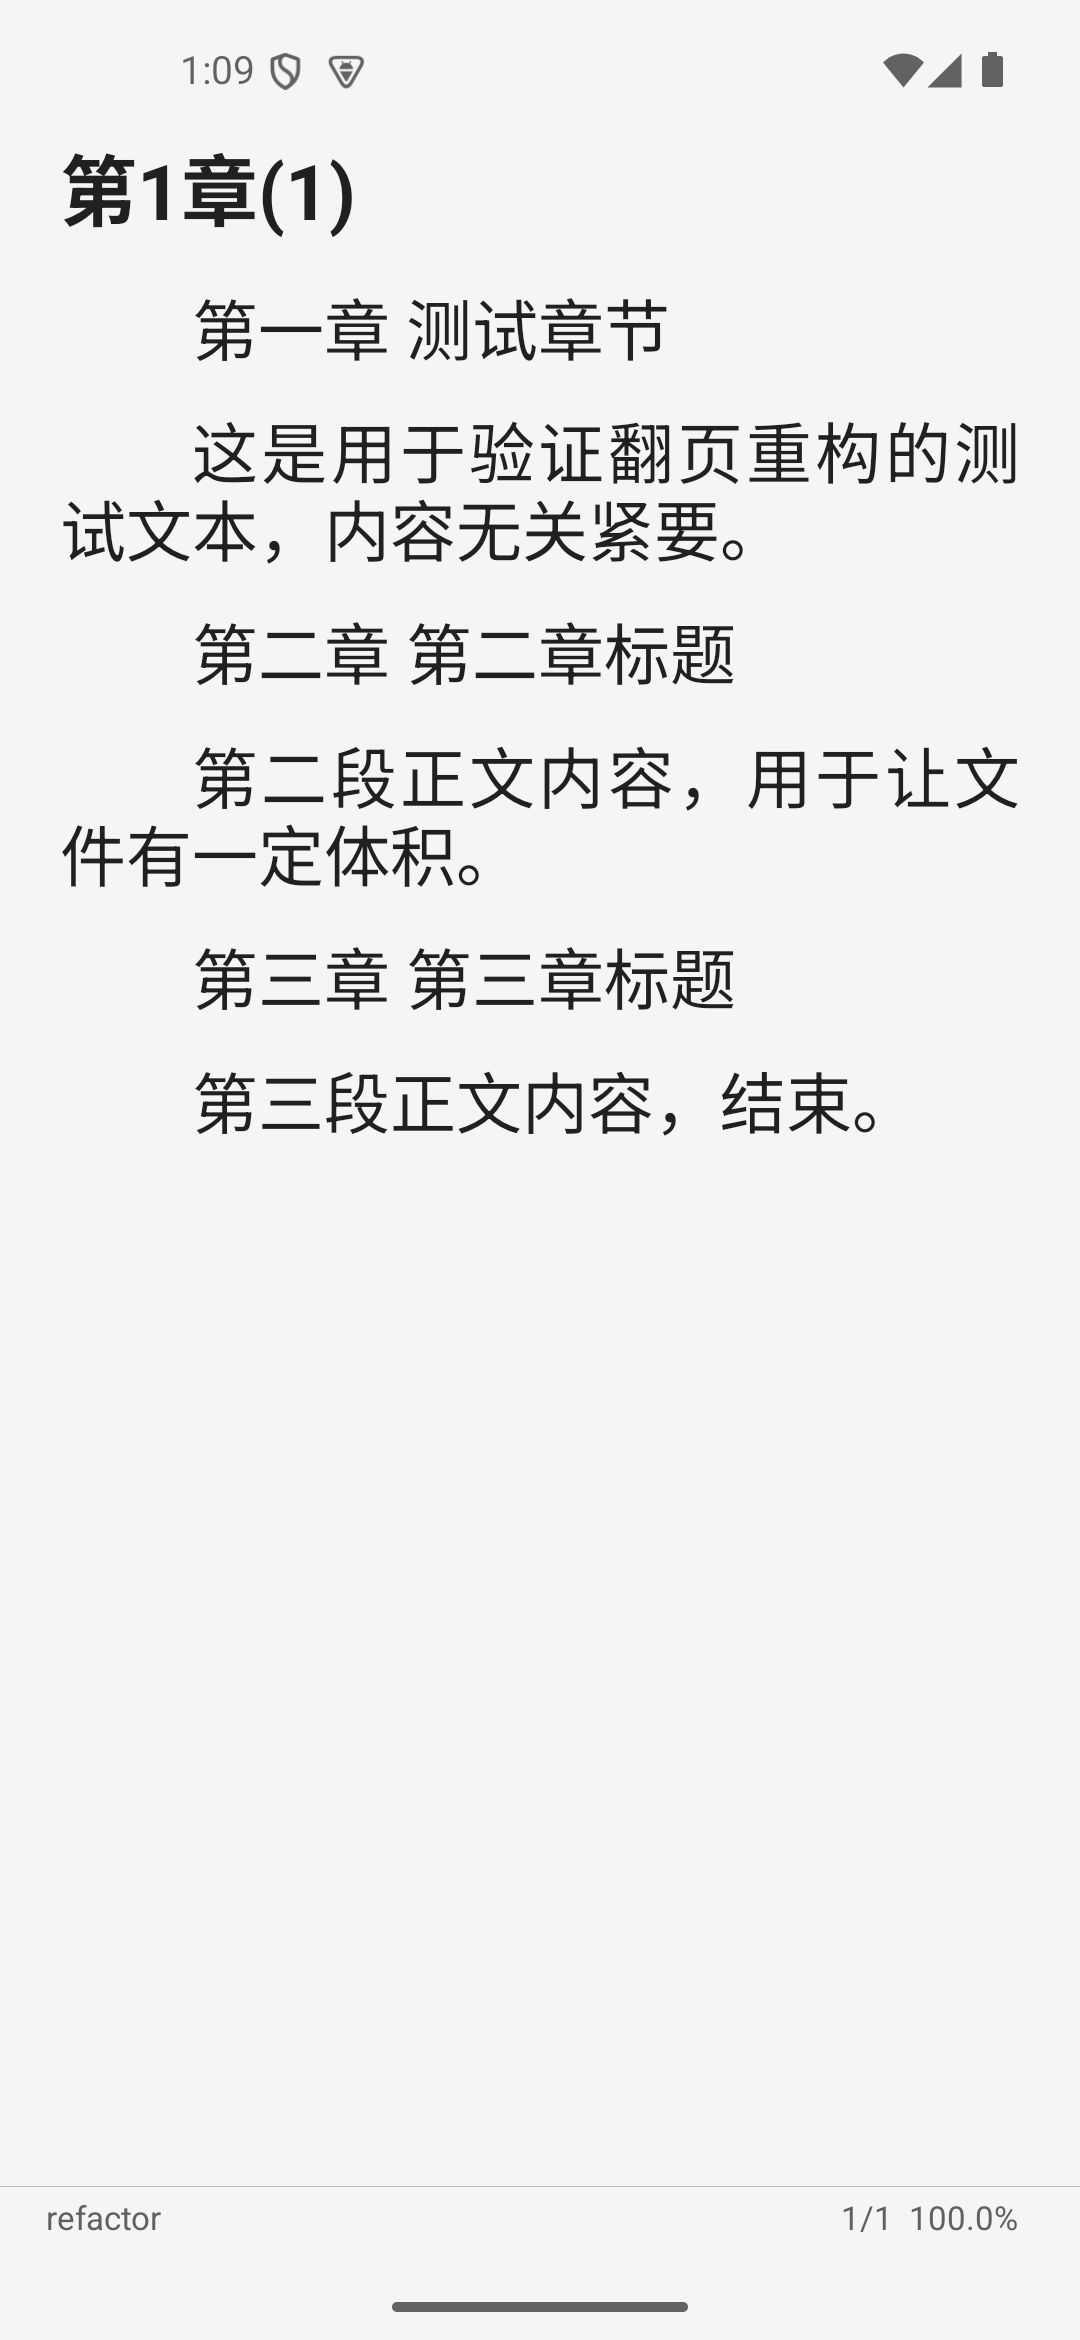 1:09
第1章(1)
第一章 测试章节
这是用于验证翻页重构的测
试文本，内容无关紧要。
第二章 第二章标题
第二段正文内容，用于让文
件有一定体积。
第三章 第三章标题
第三段正文内容，结束。
refactor
1/1 100.0%